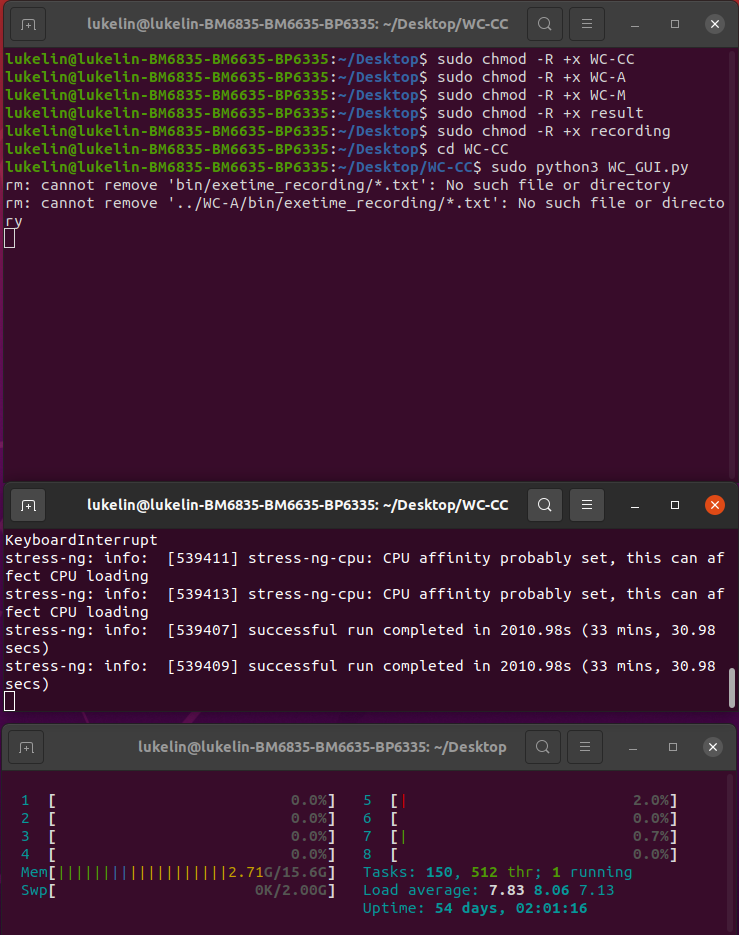 lukelin@lukelin-BM6835-BM6635-BP6335: ~/Desktop/WC-CC
lukelin@lukelin-BM6835-BM6635-BP6335:~/Desktop$ sudo chmod -R +x WC-CC
lukelin@lukelin-BM6835-BM6635-BP6335:~/Desktop$ sudo chmod -R +x WC-A
lukelin@lukelin-BM6835-BM6635-BP6335:~/Desktop$ sudo chmod -R +x WC-M
lukelin@lukelin-BM6835-BM6635-BP6335:~/Desktop$ sudo chmod -R +x result
lukelin@lukelin-BM6835-BM6635-BP6335:~/Desktop$ sudo chmod -R +x recording
lukelin@lukelin-BM6835-BM6635-BP6335:~/Desktop$ cd WC-CC
lukelin@lukelin-BM6835-BM6635-BP6335:~/Desktop/WC-CC$ sudo python3 WC_GUI.py
rm: cannot remove 'bin/exetime_recording/*.txt': No such file or directory
rm: cannot remove '../WC-A/bin/exetime_recording/*.txt': No such file or directo
ry
lukelin@lukelin-BM6835-BM6635-BP6335: ~/Desktop/WC-CC
KeyboardInterrupt
stress-ng: info:  [539411] stress-ng-cpu: CPU affinity probably set, this can af
fect CPU loading
stress-ng: info:  [539413] stress-ng-cpu: CPU affinity probably set, this can af
fect CPU loading
stress-ng: info:  [539407] successful run completed in 2010.98s (33 mins, 30.98
secs)
stress-ng: info:  [539409] successful run completed in 2010.98s (33 mins, 30.98
secs)
lukelin@lukelin-BM6835-BM6635-BP6335: ~/Desktop
1 [ 0.0%] 5 [| 2.0%]
2 [ 0.0%] 6 [ 0.0%]
3 [ 0.0%] 7 [| 0.7%]
4 [ 0.0%] 8 [ 0.0%]
Mem[|||||||||||||||||||2.71G/15.6G] Tasks: 150, 512 thr; 1 running
Swp[ 0K/2.00G] Load average: 7.83 8.06 7.13
Uptime: 54 days, 02:01:16